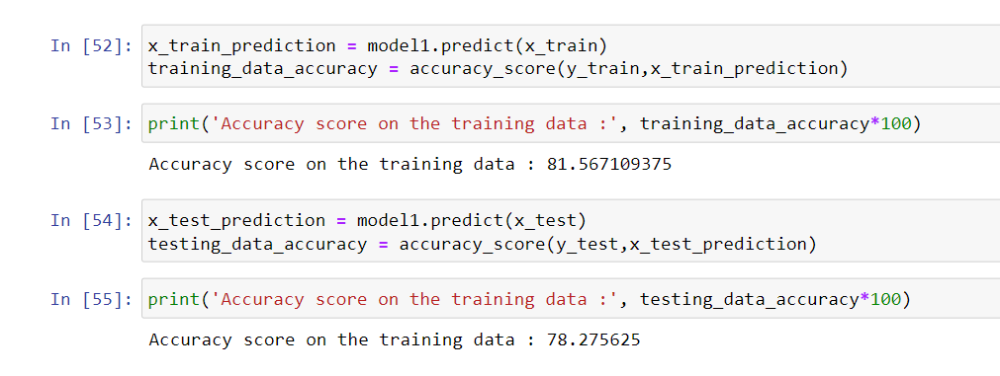 In [52]: x_train_prediction = model1.predict(x_train)
training_data_accuracy = accuracy_score(y_train,x_train_prediction)
In [53]: print('Accuracy score on the training data :', training_data_accuracy*100)
Accuracy score on the training data : 81.567109375
In [54]: x_test_prediction = model1.predict(x_test)
testing_data_accuracy = accuracy_score(y_test,x_test_prediction)
In [55]: print('Accuracy score on the training data :', testing_data_accuracy*100)
Accuracy score on the training data : 78.275625